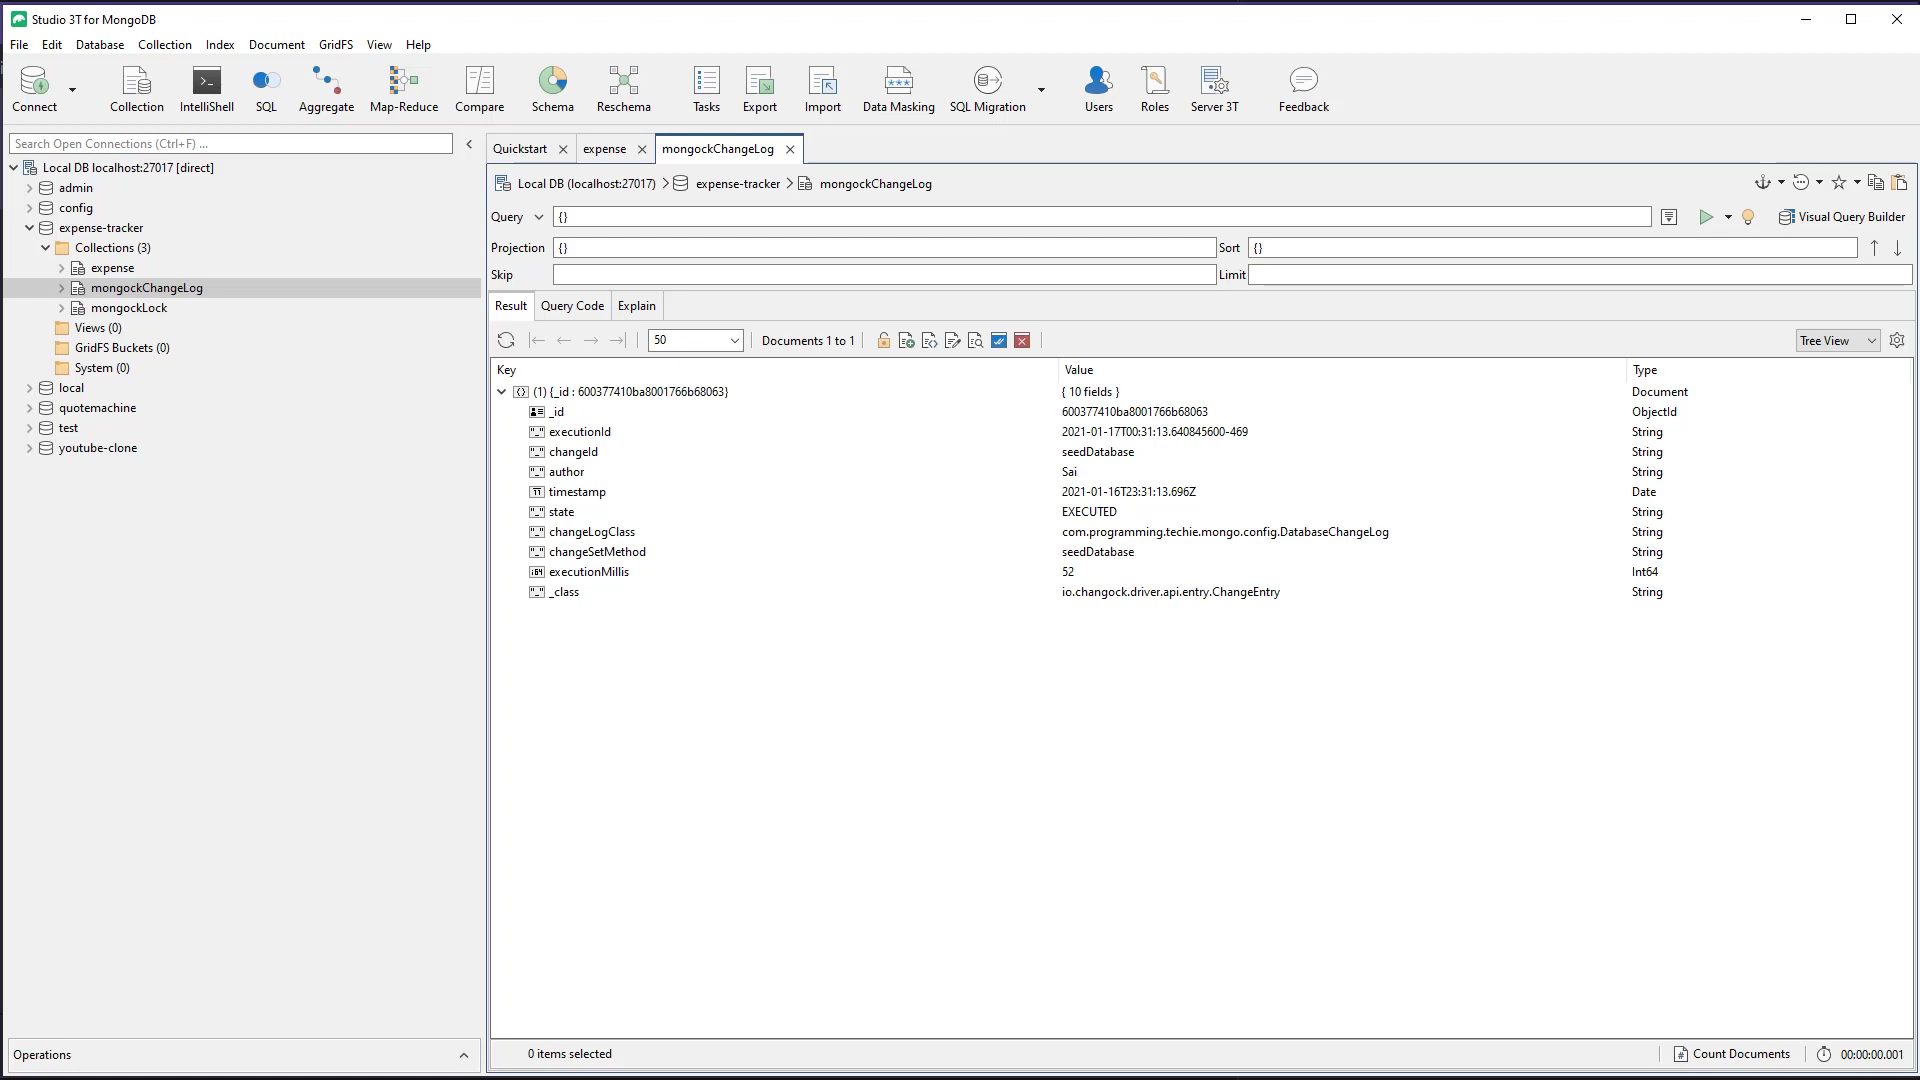 Studio 3T for MongoDB
File Edit Database Collection Index Document GridFS View Help
Connect Collection IntelliShell SQL Aggregate Map-Reduce Compare Schema Reschema Tasks Export Import Data Masking SQL Migration Users Roles Server 3T Feedback
Search Open Connections (Ctrl+F) ...
Local DB localhost:27017 [direct]
admin
config
expense-tracker
Collections (3)
expense
mongockChangeLog
mongockLock
Views (0)
GridFS Buckets (0)
System (0)
local
quotemachine
test
youtube-clone
Operations
Quickstart expense mongockChangeLog
Local DB (localhost:27017) expense-tracker mongockChangeLog
Query {} Visual Query Builder
Projection {} Sort {}
Skip Limit
Result Query Code Explain
50 Documents 1 to 1 Tree View
Key Value Type
(1) {_id : 600377410ba8001766b68063} { 10 fields } Document
_id 600377410ba8001766b68063 ObjectId
executionId 2021-01-17T00:31:13.640845600-469 String
changeId seedDatabase String
author Sai String
timestamp 2021-01-16T23:31:13.696Z Date
state EXECUTED String
changeLogClass com.programming.techie.mongo.config.DatabaseChangeLog String
changeSetMethod seedDatabase String
executionMillis 52 Int64
_class io.changock.driver.api.entry.ChangeEntry String
0 items selected Count Documents 00:00:00.001